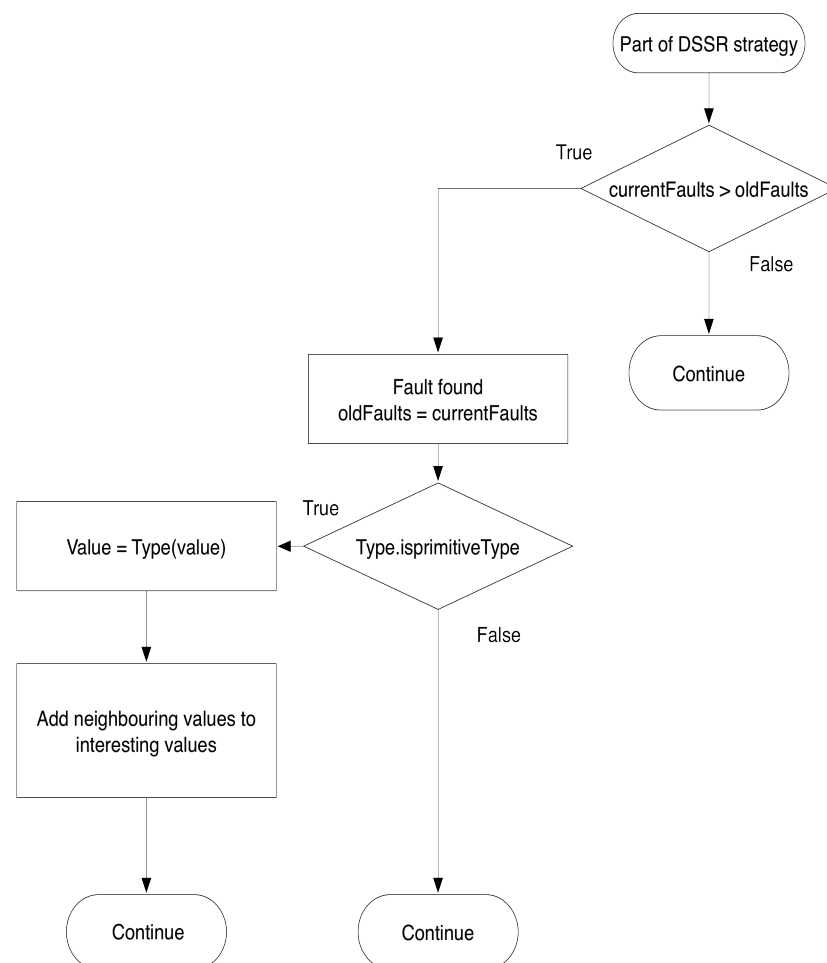 Part of DSSR strategy
True
currentFaults > oldFaults
False
Continue
Fault found
oldFaults = currentFaults
True
Value = Type(value)
Type.isprimitiveType
False
Add neighbouring values to
interesting values
Continue
Continue